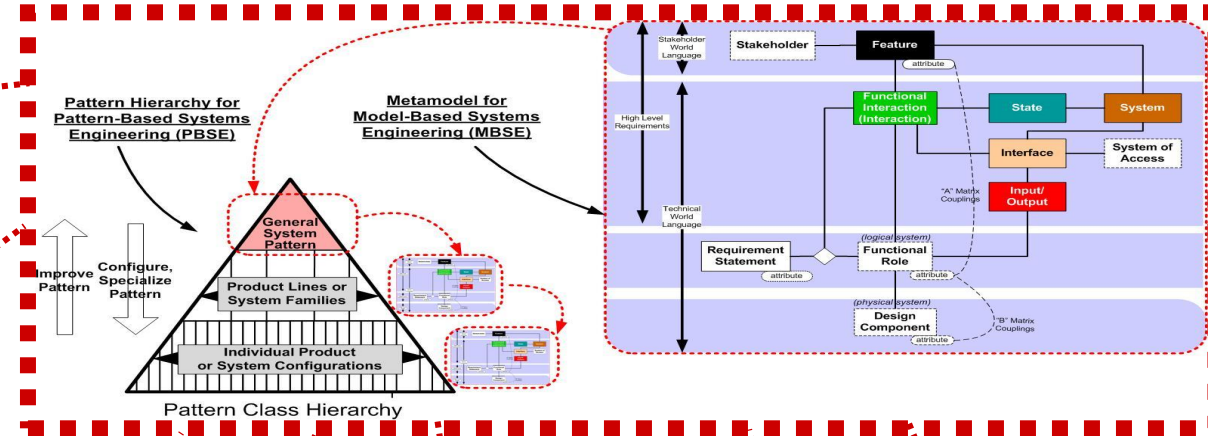 Pattern Hierarchy for
Pattern-Based Systems
Engineering (PBSE)
Metamodel for
Model-Based Systems
Engineering (MBSE)
Improve
Pattern
Configure,
Specialize
Pattern
General
System
Pattern
Product Lines or
System Families
Individual Product
or System Configurations
Pattern Class Hierarchy
Stakeholder
World
Language
High Level
Requirements
Technical
World
Language
Stakeholder
Feature
attribute
Functional
Interaction
(Interaction)
State
System
Interface
System of
Access
"A" Matrix
Couplings
Input/
Output
(logical system)
Requirement
Statement
attribute
Functional
Role
attribute
(physical system)
Design
Component
attribute
"B" Matrix
Couplings